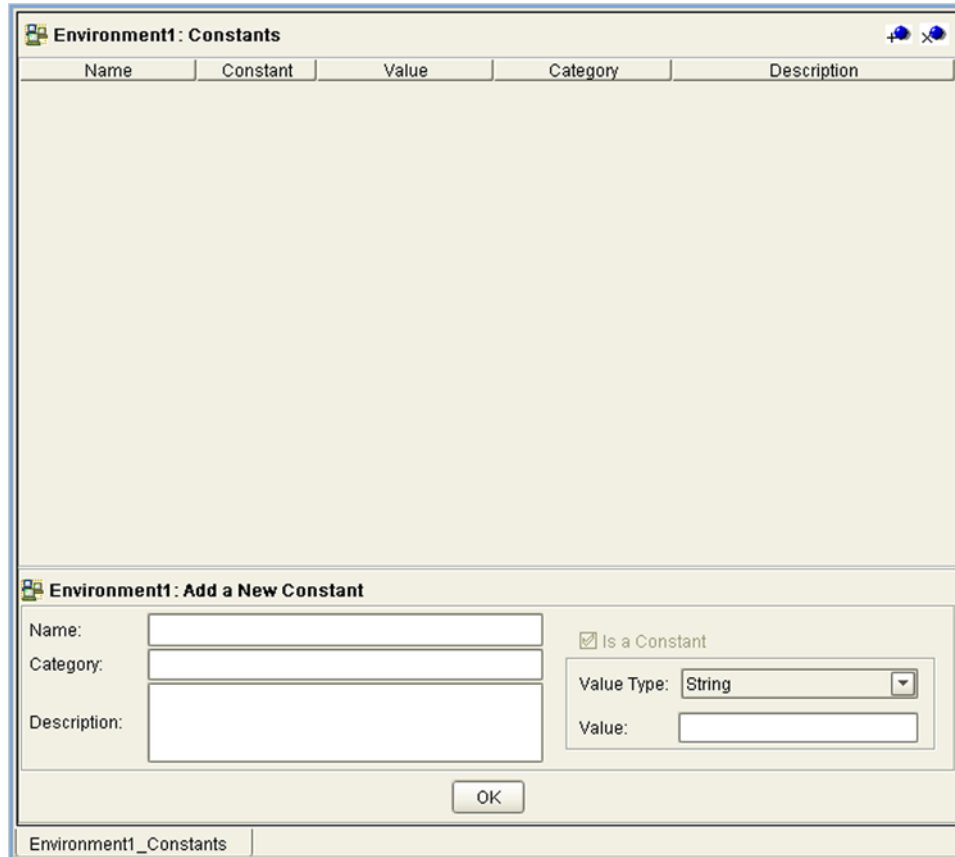 Environment1: Constants
Name Constant Value Category Description
Environment1: Add a New Constant
Name:
Category:
Description:
Is a Constant
Value Type: String
Value:
OK
Environment1_Constants